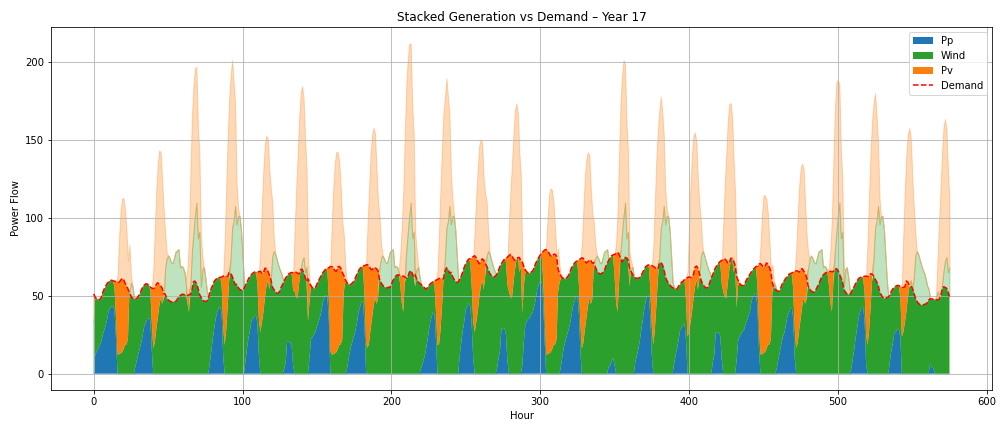 Stacked Generation vs Demand – Year 17
Pp
Wind
Pv
Demand
Power Flow
200
150
100
50
0
0 100 200 300 400 500 600
Hour